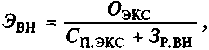 Э_ВН = О_ЭКС / (С_П.ЭКС + З_Р.ВН) ,